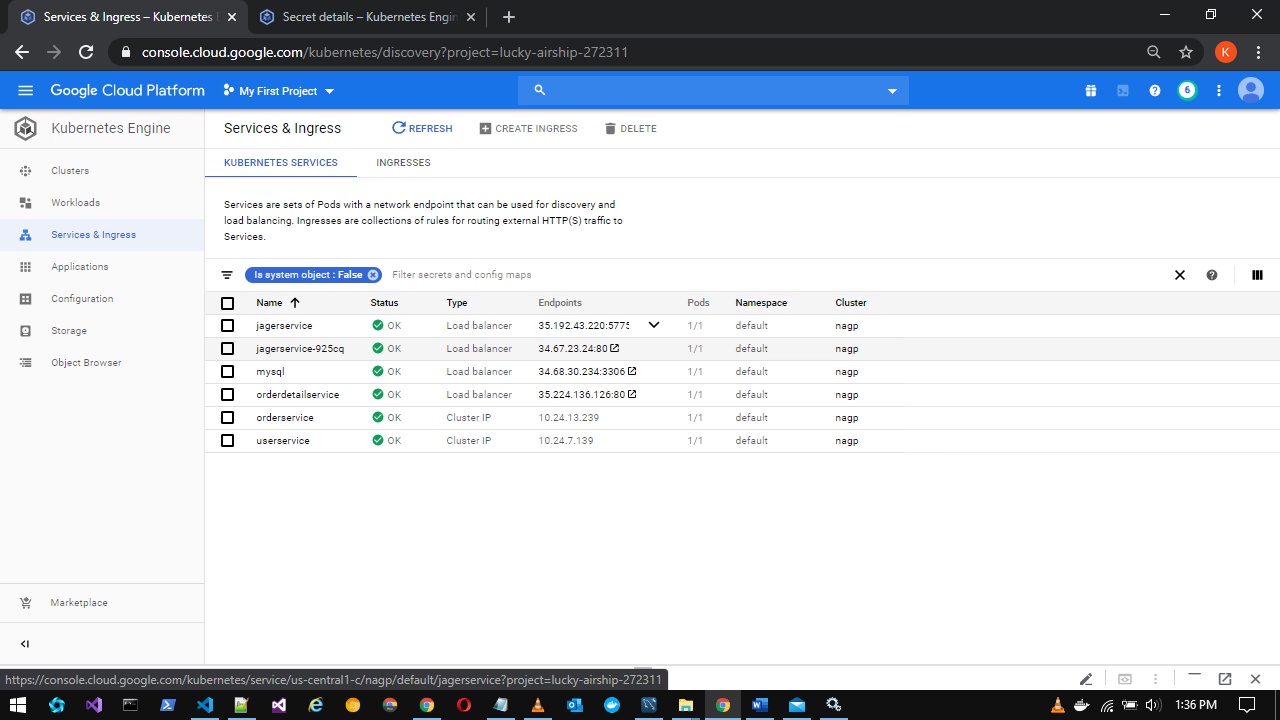 Services & Ingress – Kubernetes
Secret details – Kubernetes Engin
console.cloud.google.com/kubernetes/discovery?project=lucky-airship-272311
K
Google Cloud Platform
My First Project
6
Kubernetes Engine
Services & Ingress
REFRESH
CREATE INGRESS
DELETE
Clusters
Workloads
Services & Ingress
Applications
Configuration
Storage
Object Browser
Marketplace
KUBERNETES SERVICES
INGRESSES
Services are sets of Pods with a network endpoint that can be used for discovery and
load balancing. Ingresses are collections of rules for routing external HTTP(S) traffic to
Services.
Is system object : False
Filter secrets and config maps
Name Status Type Endpoints Pods Namespace Cluster
jagerservice OK Load balancer 35.192.43.220:5775 1/1 default nagp
jagerservice-925cq OK Load balancer 34.67.23.24:80 1/1 default nagp
mysql OK Load balancer 34.68.30.234:3306 1/1 default nagp
orderdetailservice OK Load balancer 35.224.136.126:80 1/1 default nagp
orderservice OK Cluster IP 10.24.13.239 1/1 default nagp
userservice OK Cluster IP 10.24.7.139 1/1 default nagp
https://console.cloud.google.com/kubernetes/service/us-central1-c/nagp/default/jagerservice?project=lucky-airship-272311
1:36 PM